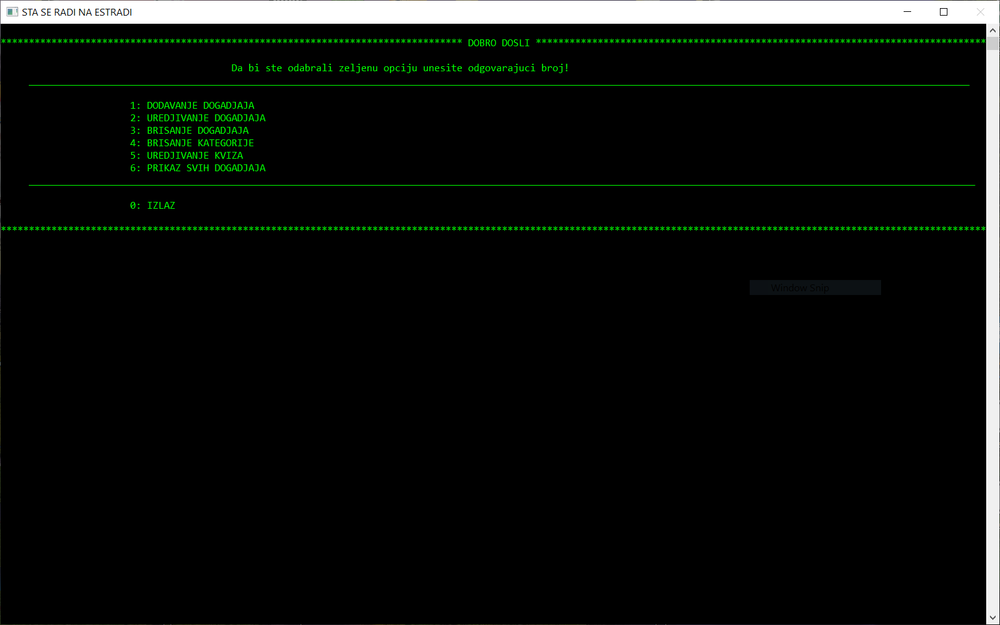 STA SE RADI NA ESTRADI
********************************************************************************** DOBRO DOSLI ********************************************************************************
Da bi ste odabrali zeljenu opciju unesite odgovarajuci broj!
1: DODAVANJE DOGADJAJA
2: UREDJIVANJE DOGADJAJA
3: BRISANJE DOGADJAJA
4: BRISANJE KATEGORIJE
5: UREDJIVANJE KVIZA
6: PRIKAZ SVIH DOGADJAJA
0: IZLAZ
*******************************************************************************************************************************************************************************
Window Snip